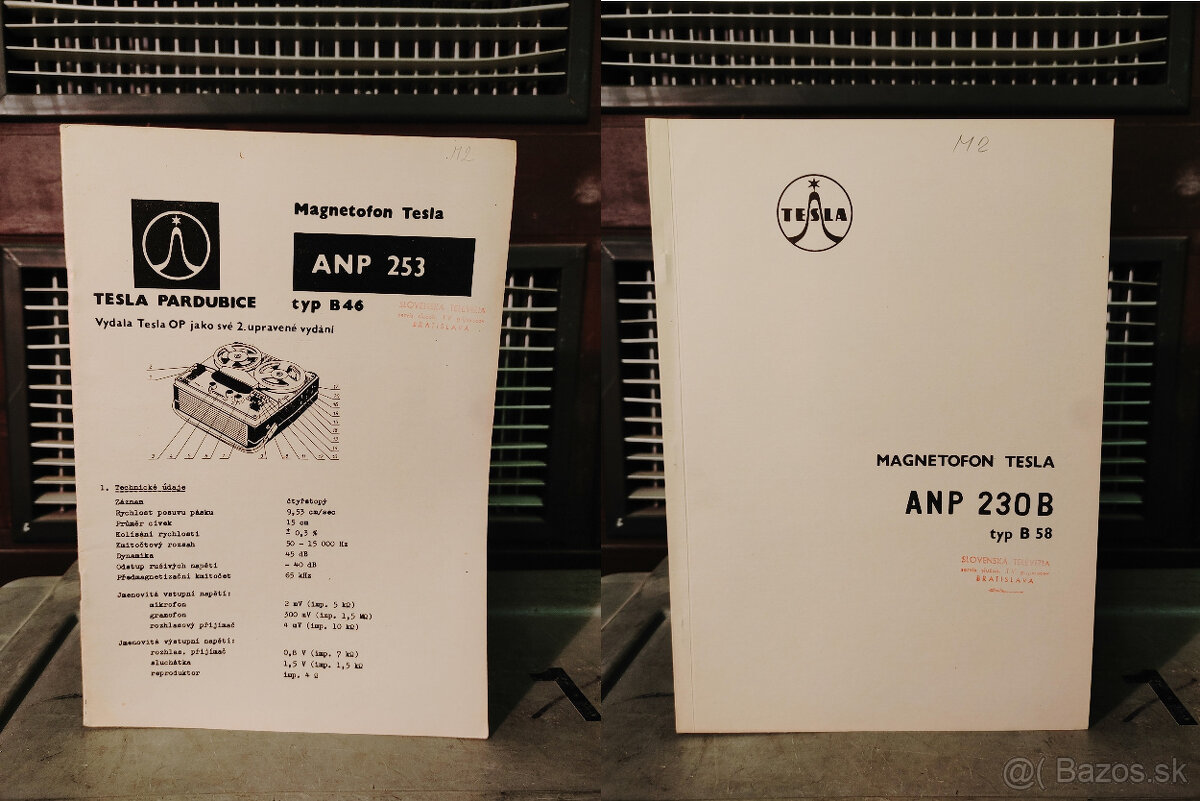 M2
Magnetofon Tesla
ANP 253
TESLA PARDUBICE
typ B46
SLOVENSKÁ TELEVÍZIA
BRATISLAVA
Vydala Tesla OP jako své 2. upravené vydání
1. Technické údaje
Záznam čtyřstopý
Rychlost posuvu pásku 9,53 cm/sec
Průměr cívek 15 cm
Kolísání rychlosti ± 0,3 %
Kmitočtový rozsah 50 - 15 000 Hz
Dynamika 45 dB
Odstup rušivých napětí - 40 dB
Předmagnetizační kmitočet 65 kHz
Jmenovitá vstupní napětí:
mikrofon 2 mV (imp. 5 kΩ)
gramofon 300 mV (imp. 1,5 MΩ)
rozhlasový přijímač 4 mV (imp. 10 kΩ)
Jmenovitá výstupní napětí:
rozhlas. přijímač 0,8 V (imp. 7 kΩ)
sluchátka 1,5 V (imp. 1,5 kΩ
reproduktor imp. 4 Ω
M2
TESLA
MAGNETOFON TESLA
ANP 230B
typ B 58
SLOVENSKÁ TELEVÍZIA
BRATISLAVA
@( Bazos.sk